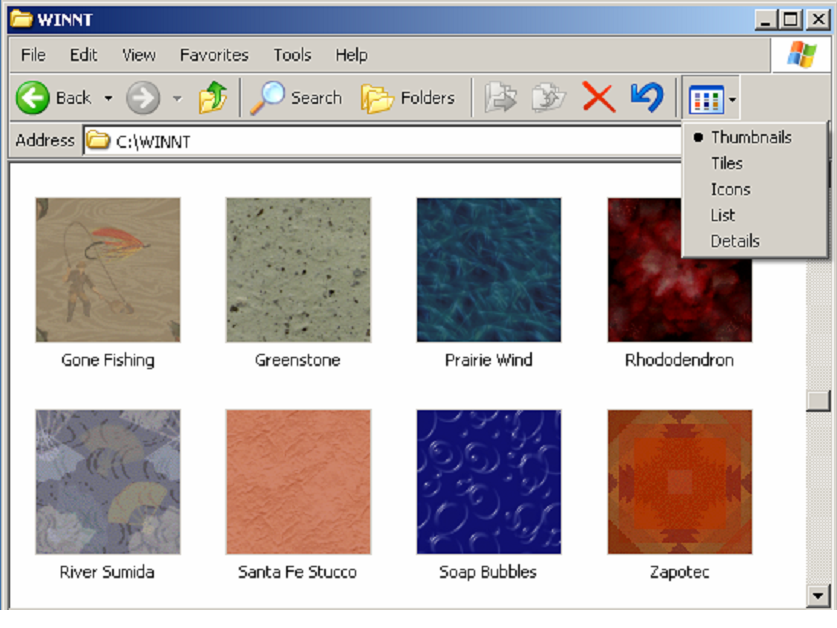 WINNT
File Edit View Favorites Tools Help
Back Search Folders
Address C:\WINNT
Thumbnails
Tiles
Icons
List
Details
Gone Fishing Greenstone Prairie Wind Rhododendron
River Sumida Santa Fe Stucco Soap Bubbles Zapotec